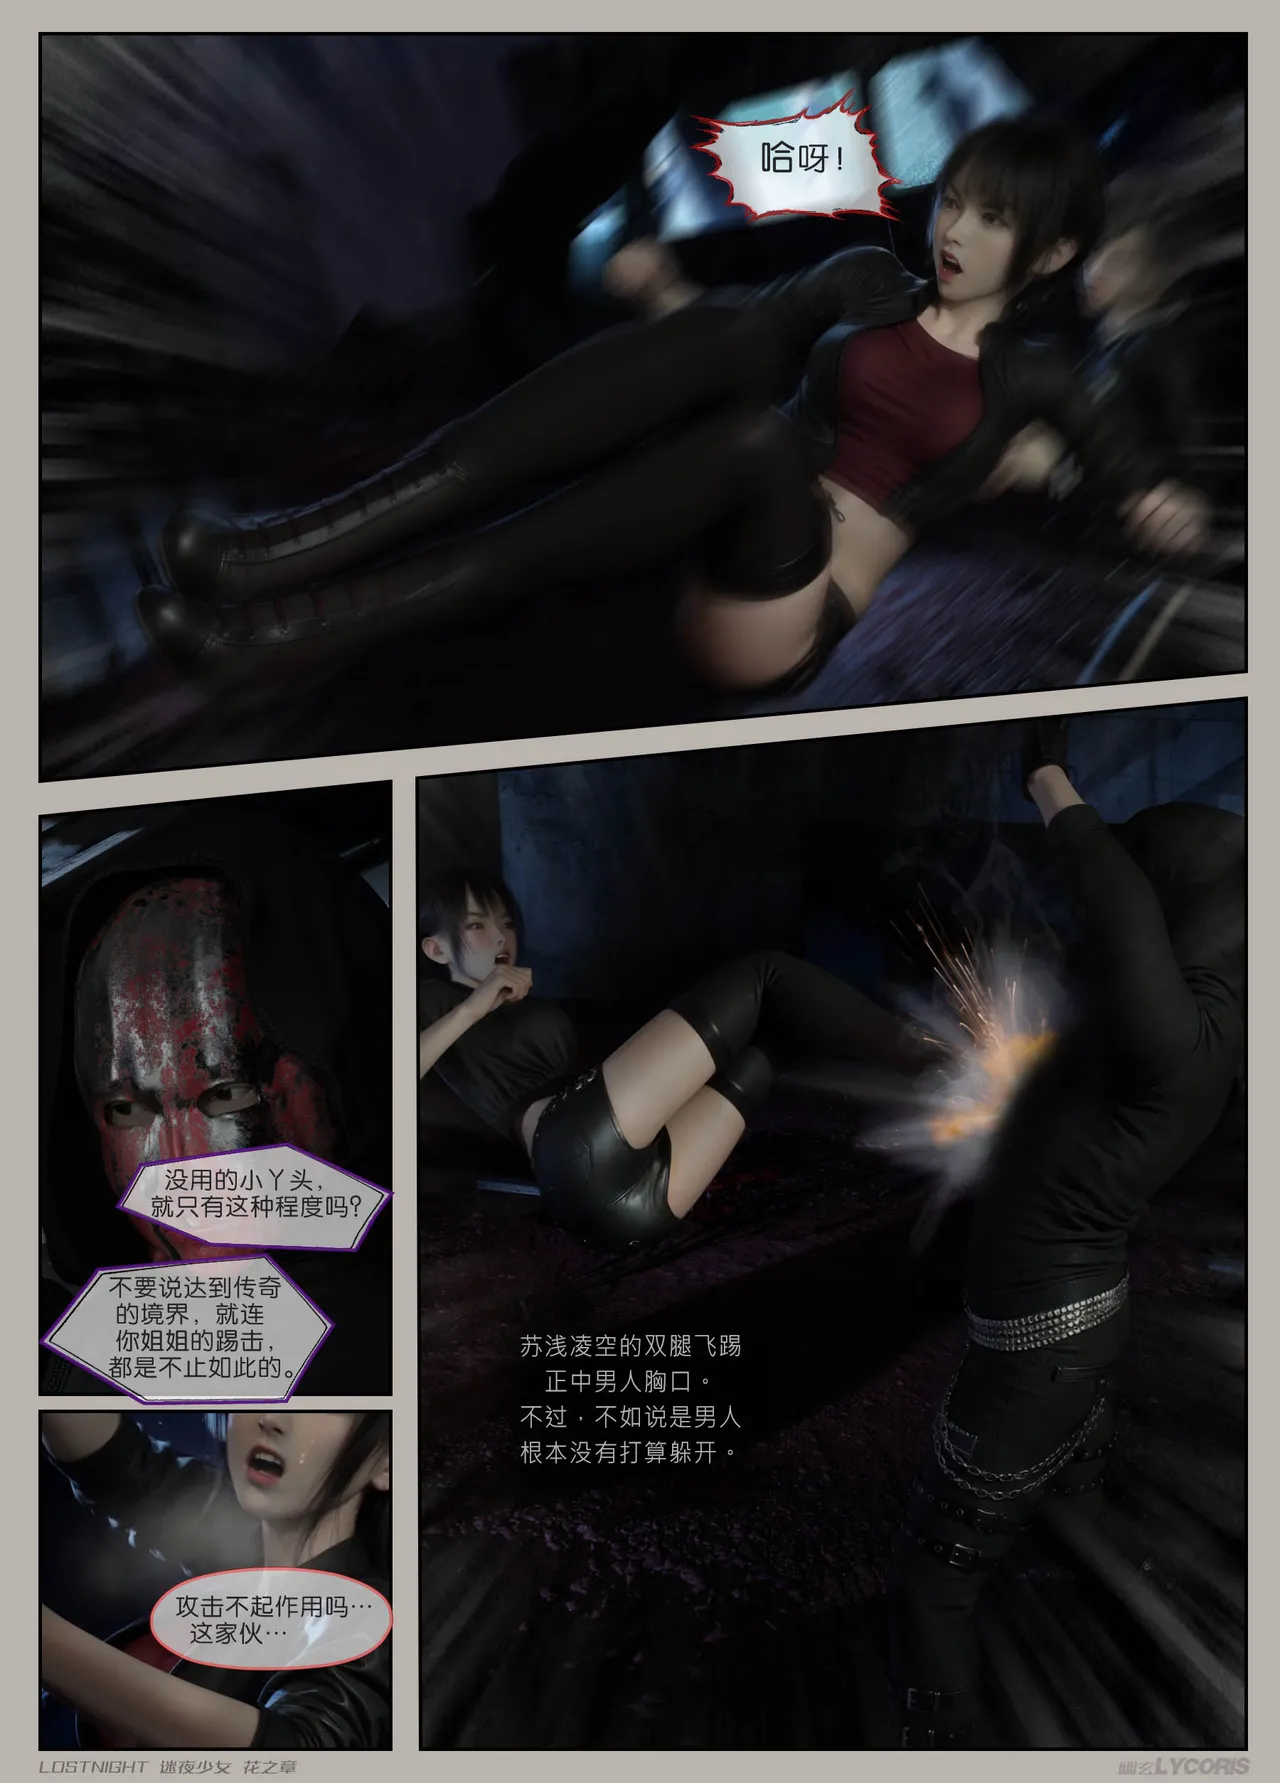 哈呀！
苏浅凌空的双腿飞踢
正中男人胸口。
不过，不如说是男人
根本没有打算躲开。
没用的小丫头，
就只有这种程度吗？
不要说达到传奇
的境界，就连
你姐姐的踢击，
都是不止如此的。
攻击不起作用吗…
这家伙…
LOSTNIGHT 迷夜少女 花之章
幽玄LYCORIS